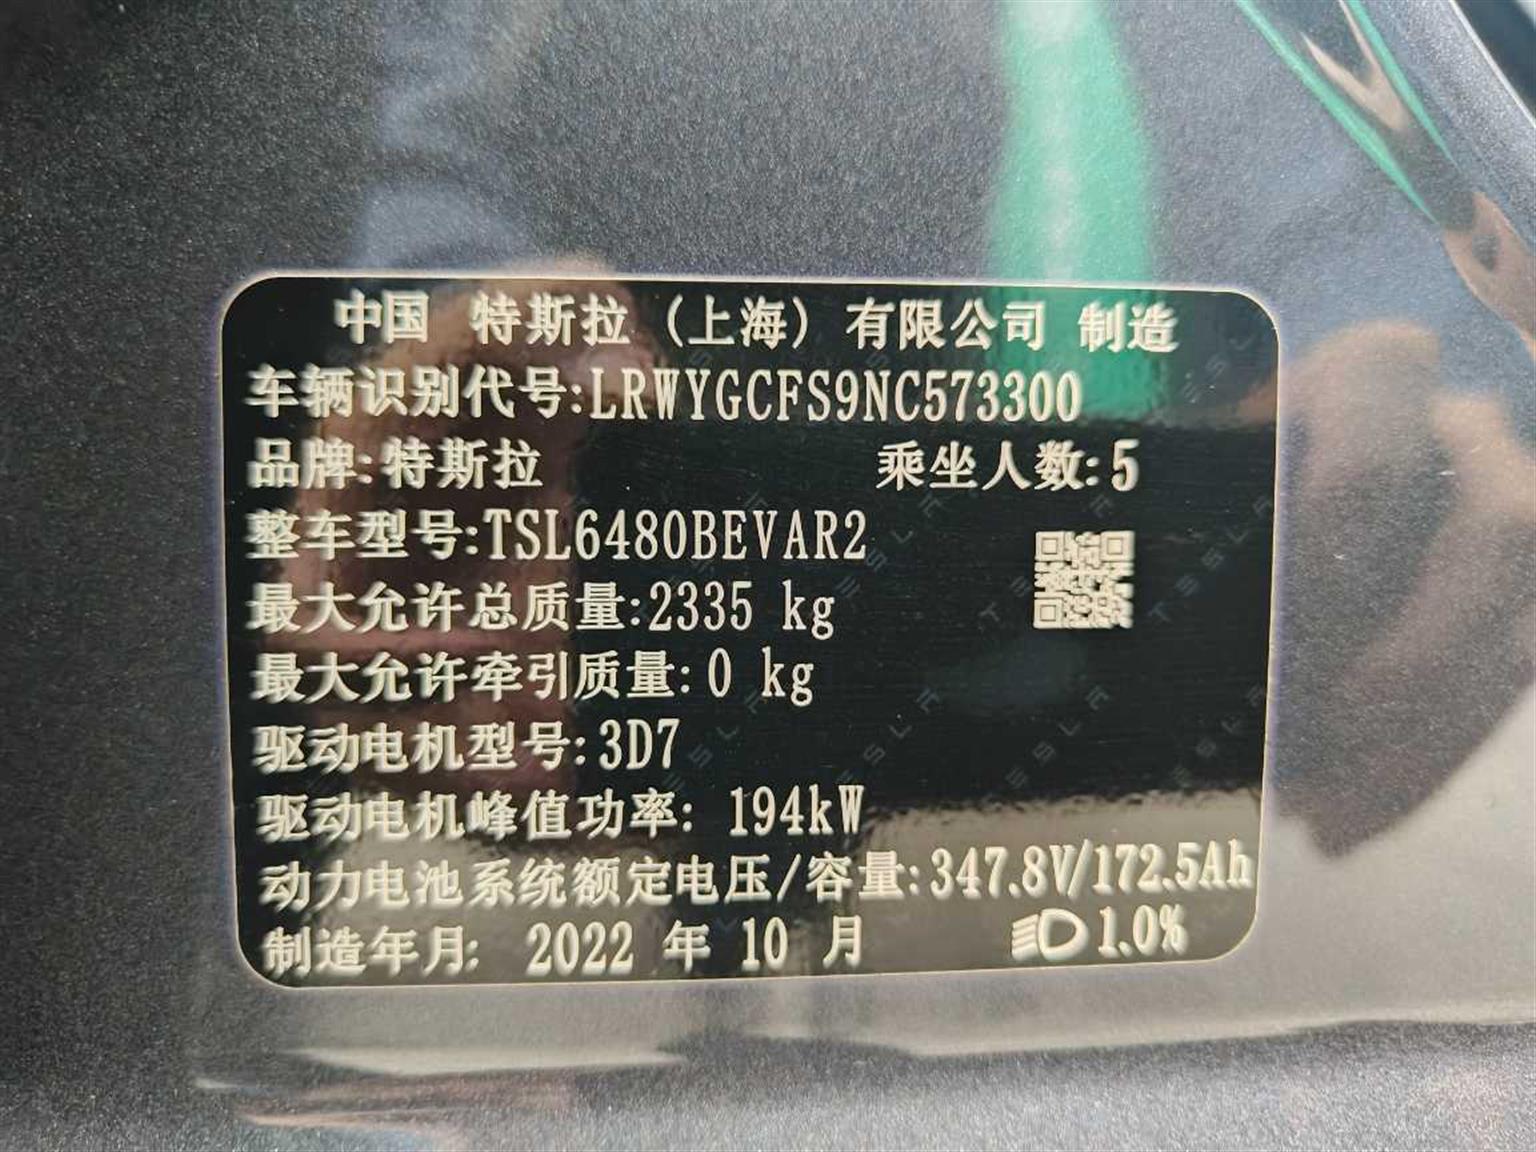 中国 特斯拉（上海）有限公司 制造
车辆识别代号:LRWYGCFS9NC573300
品牌:特斯拉 乘坐人数:5
整车型号:TSL6480BEVAR2
最大允许总质量:2335 kg
最大允许牵引质量:0 kg
驱动电机型号:3D7
驱动电机峰值功率: 194kW
动力电池系统额定电压/容量:347.8V/172.5Ah
制造年月: 2022 年 10 月 1.0%